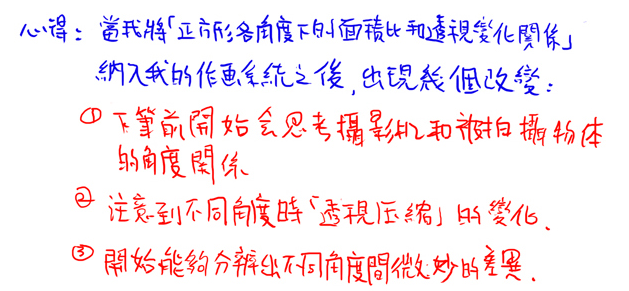 心得：當我將「正方形各角度下的面積比和透視變化關係」
納入我的作画系統之後，出現幾個改變：
① 下筆前開始会思考攝影机和被拍攝物体
的角度關係
② 注意到不同角度時「透視压縮」的變化.
③ 開始能夠分辨出不同角度間微妙的差異.